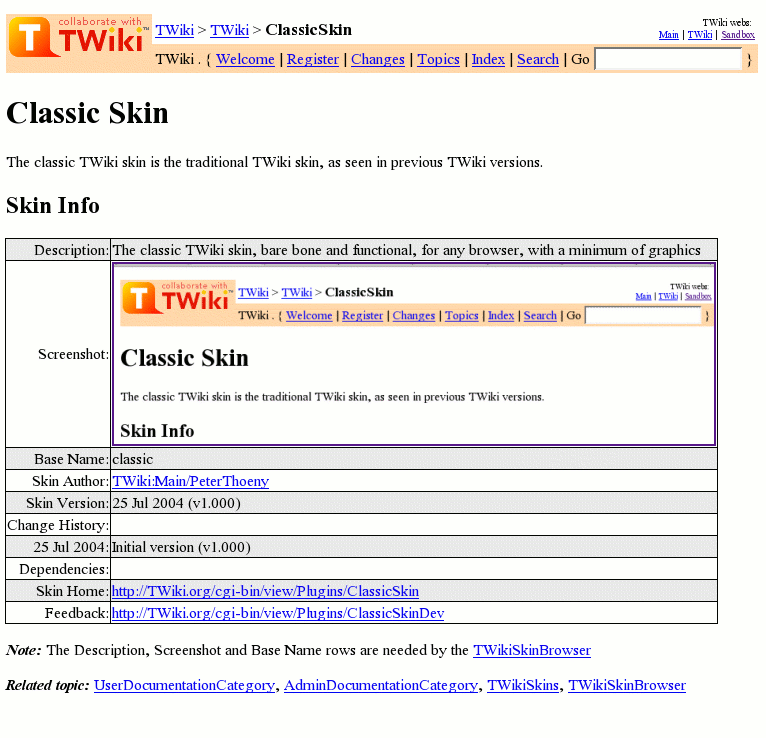 collaborate with
TWiki™
TWiki > TWiki > ClassicSkin
TWiki webs:
Main | TWiki | Sandbox
TWiki . { Welcome | Register | Changes | Topics | Index | Search | Go }
Classic Skin
The classic TWiki skin is the traditional TWiki skin, as seen in previous TWiki versions.
Skin Info
Description: The classic TWiki skin, bare bone and functional, for any browser, with a minimum of graphics
Screenshot:
collaborate with
TWiki™
TWiki > TWiki > ClassicSkin
TWiki webs:
Main | TWiki | Sandbox
TWiki . { Welcome | Register | Changes | Topics | Index | Search | Go }
Classic Skin
The classic TWiki skin is the traditional TWiki skin, as seen in previous TWiki versions.
Skin Info
Base Name: classic
Skin Author: TWiki:Main/PeterThoeny
Skin Version: 25 Jul 2004 (v1.000)
Change History:
25 Jul 2004: Initial version (v1.000)
Dependencies:
Skin Home: http://TWiki.org/cgi-bin/view/Plugins/ClassicSkin
Feedback: http://TWiki.org/cgi-bin/view/Plugins/ClassicSkinDev
Note: The Description, Screenshot and Base Name rows are needed by the TWikiSkinBrowser
Related topic: UserDocumentationCategory, AdminDocumentationCategory, TWikiSkins, TWikiSkinBrowser